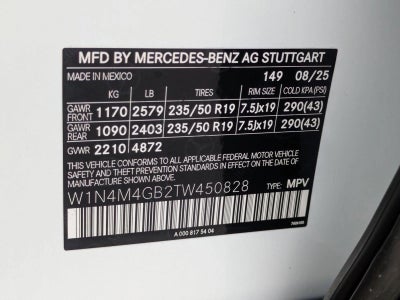 MFD BY MERCEDES-BENZ AG STUTTGART
MADE IN MEXICO 149 08/25
KG LB TIRES RIM SIZE COLD KPA (PSI)
GAWR FRONT 1170 2579 235/50 R19 7.5Jx19 290(43)
GAWR REAR 1090 2403 235/50 R19 7.5Jx19 290(43)
GVWR 2210 4872
THIS VEHICLE CONFORMS TO ALL APPLICABLE FEDERAL MOTOR VEHICLE
SAFETY AND THEFT PREVENTION STANDARDS IN EFFECT ON THE DATE
OF MANUFACTURE SHOWN ABOVE.
W1N4M4GB2TW450828 TYPE: MPV
A 000 817 54 04